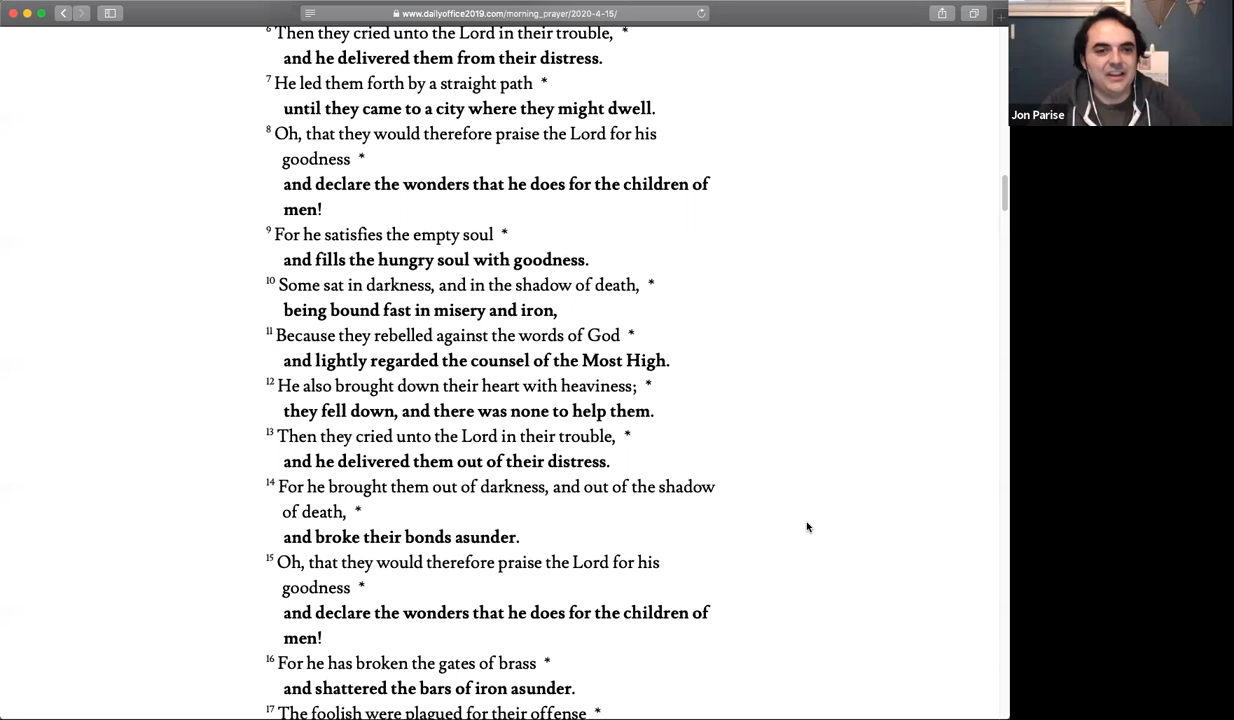 www.dailyoffice2019.com/morning_prayer/2020-4-15/
6 Then they cried unto the Lord in their trouble, *
and he delivered them from their distress.
7 He led them forth by a straight path *
until they came to a city where they might dwell.
8 Oh, that they would therefore praise the Lord for his
goodness *
and declare the wonders that he does for the children of
men!
9 For he satisfies the empty soul *
and fills the hungry soul with goodness.
10 Some sat in darkness, and in the shadow of death, *
being bound fast in misery and iron,
11 Because they rebelled against the words of God *
and lightly regarded the counsel of the Most High.
12 He also brought down their heart with heaviness; *
they fell down, and there was none to help them.
13 Then they cried unto the Lord in their trouble, *
and he delivered them out of their distress.
14 For he brought them out of darkness, and out of the shadow
of death, *
and broke their bonds asunder.
15 Oh, that they would therefore praise the Lord for his
goodness *
and declare the wonders that he does for the children of
men!
16 For he has broken the gates of brass *
and shattered the bars of iron asunder.
17 The foolish were plagued for their offense *
Jon Parise